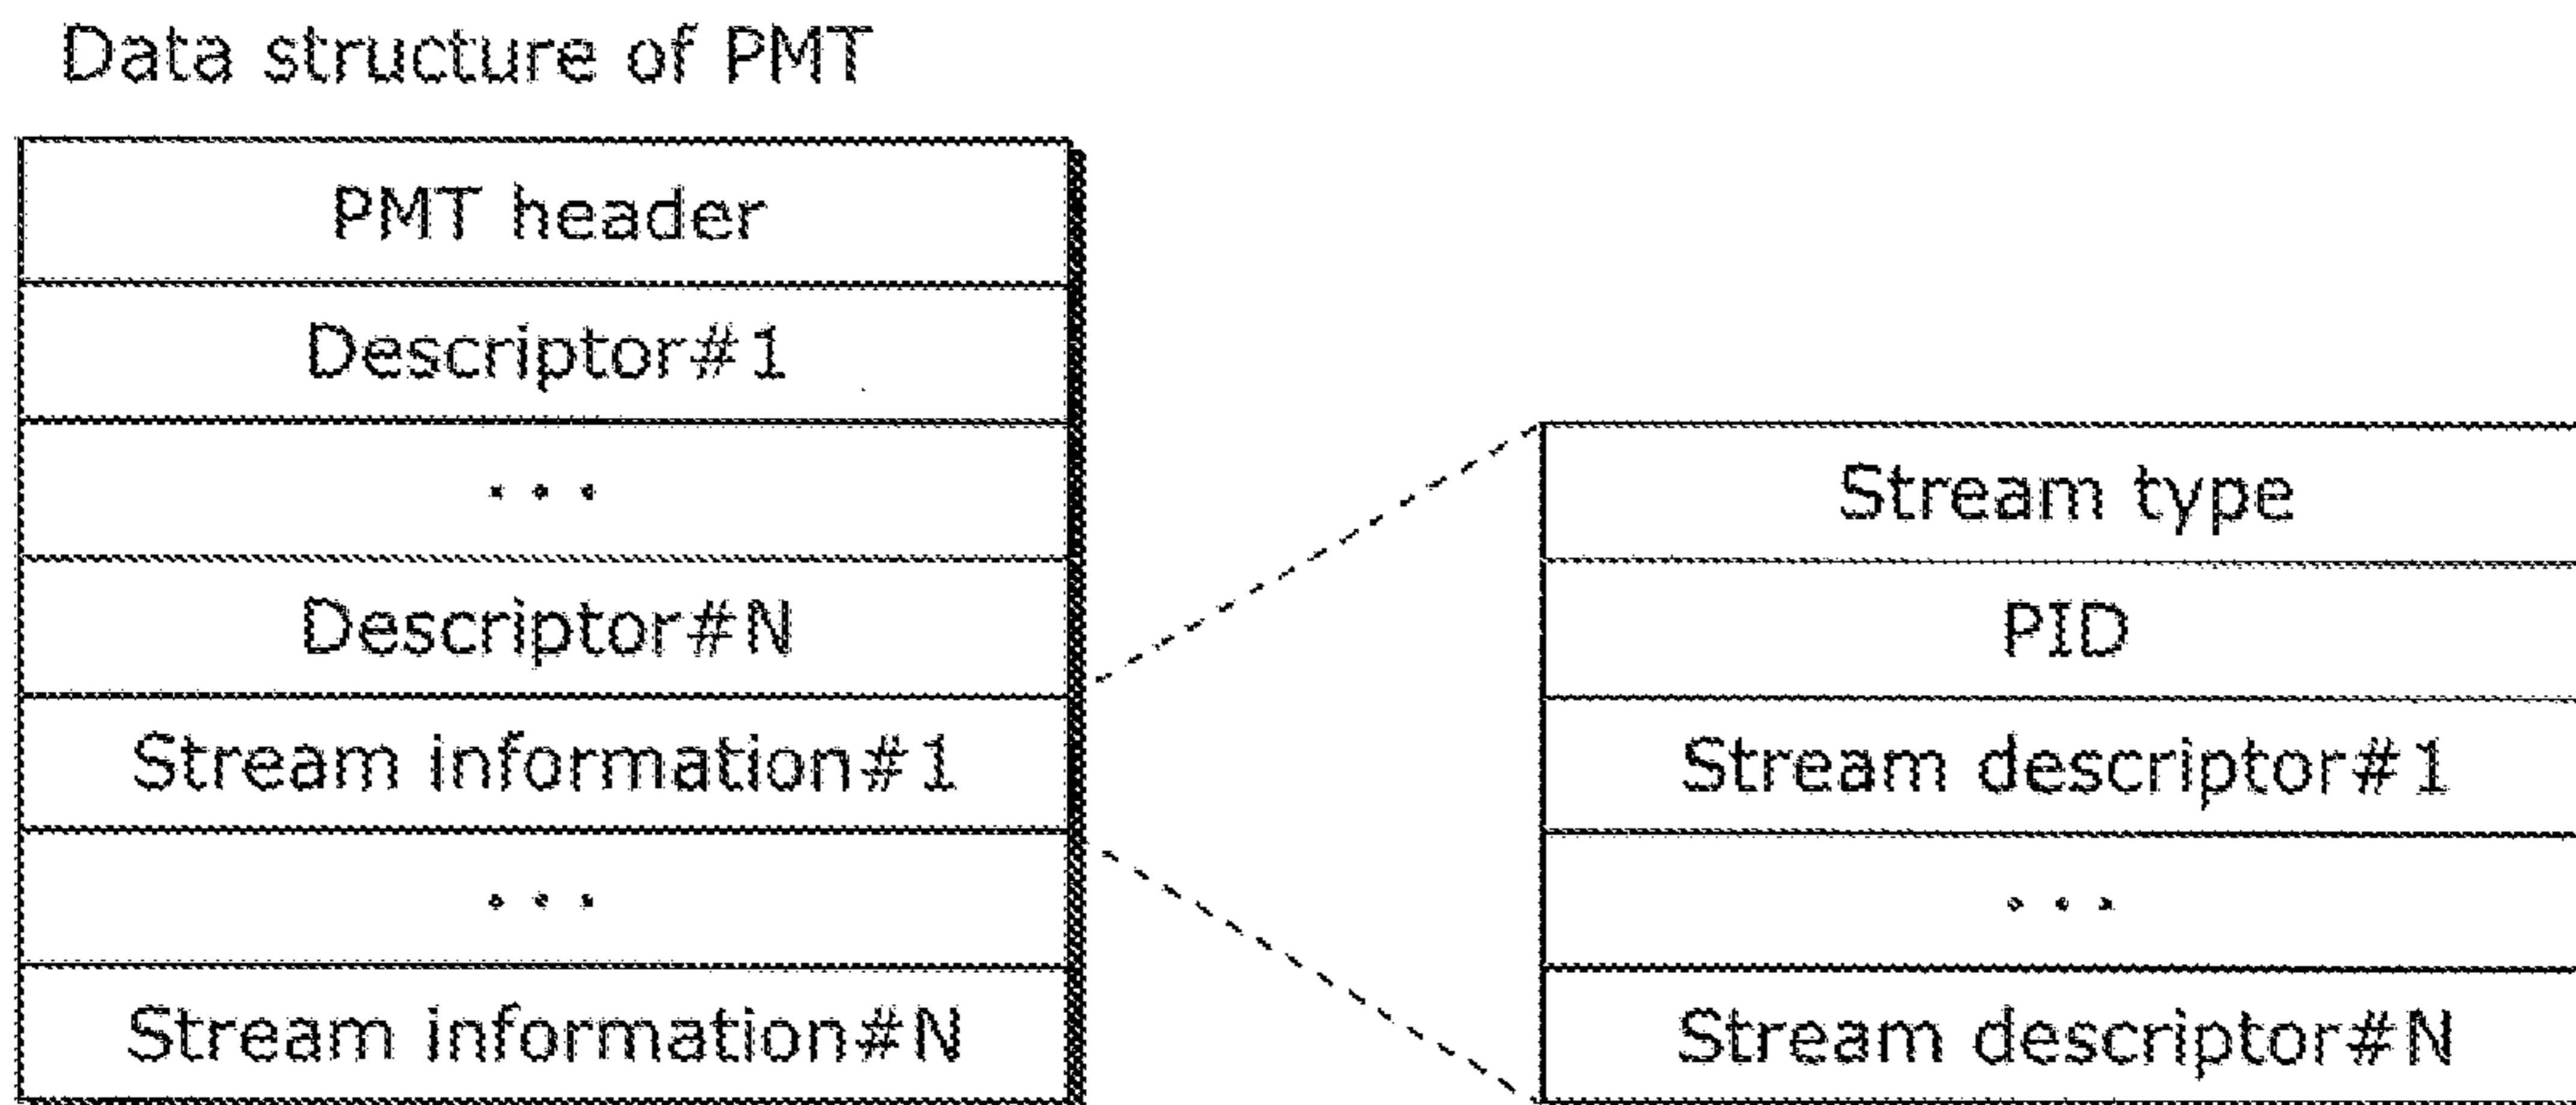 Data structure of PMT
PMT header
Descriptor#1
...
Descriptor#N
Stream information#1
...
Stream information#N
Stream type
PID
Stream descriptor#1
...
Stream descriptor#N